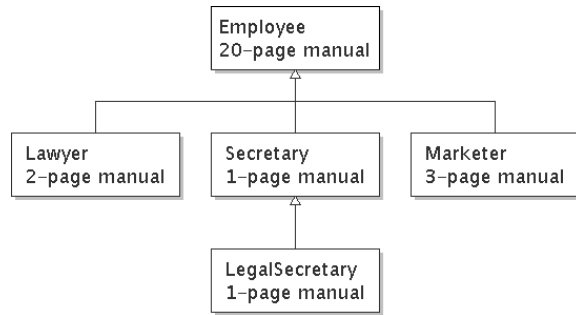 Employee
20-page manual
Lawyer
2-page manual
Secretary
1-page manual
Marketer
3-page manual
LegalSecretary
1-page manual